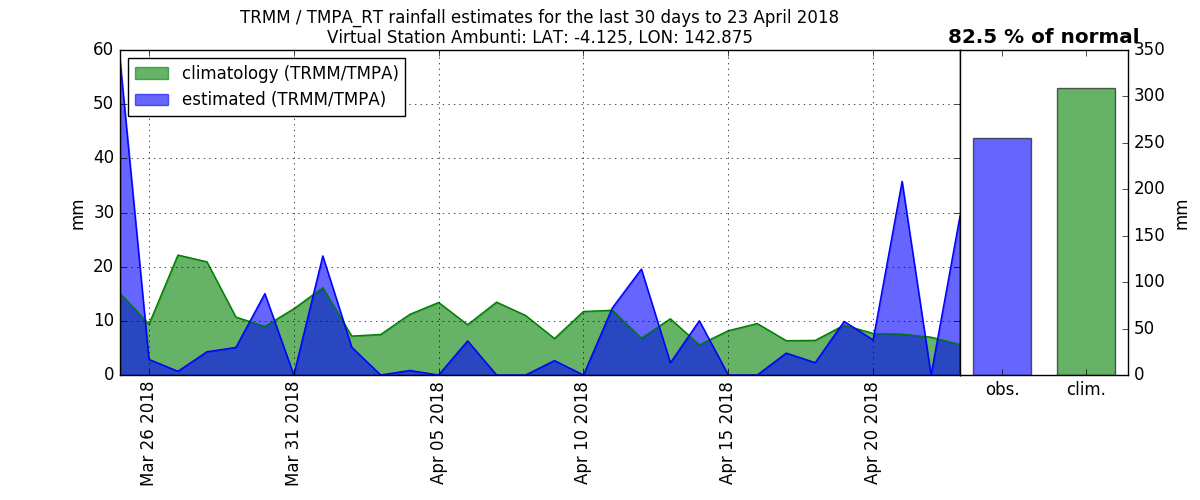 TRMM / TMPA_RT rainfall estimates for the last 30 days to 23 April 2018
Virtual Station Ambunti: LAT: -4.125, LON: 142.875
82.5 % of normal
climatology (TRMM/TMPA)
estimated (TRMM/TMPA)
60
50
40
30
20
10
0
mm
Mar 26 2018
Mar 31 2018
Apr 05 2018
Apr 10 2018
Apr 15 2018
Apr 20 2018
obs.
clim.
350
300
250
200
150
100
50
0
mm